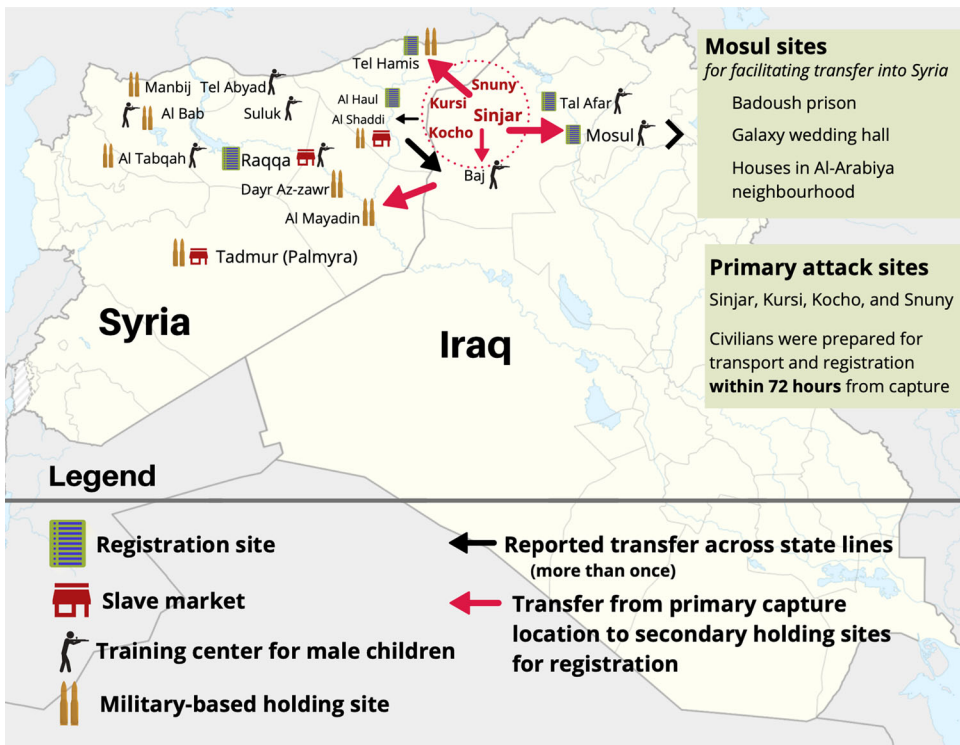 Tel Hamis
Manbij
Tel Abyad
Al Bab
Suluk
Al Haul
Al Shaddi
Snuny
Kursi
Sinjar
Kocho
Tal Afar
Mosul
Al Tabqah
Raqqa
Baj
Dayr Az-zawr
Al Mayadin
Tadmur (Palmyra)
Syria
Iraq
Mosul sites
for facilitating transfer into Syria
Badoush prison
Galaxy wedding hall
Houses in Al-Arabiya
neighbourhood
Primary attack sites
Sinjar, Kursi, Kocho, and Snuny
Civilians were prepared for
transport and registration
within 72 hours from capture
Legend
Registration site
Slave market
Training center for male children
Military-based holding site
Reported transfer across state lines
(more than once)
Transfer from primary capture
location to secondary holding sites
for registration